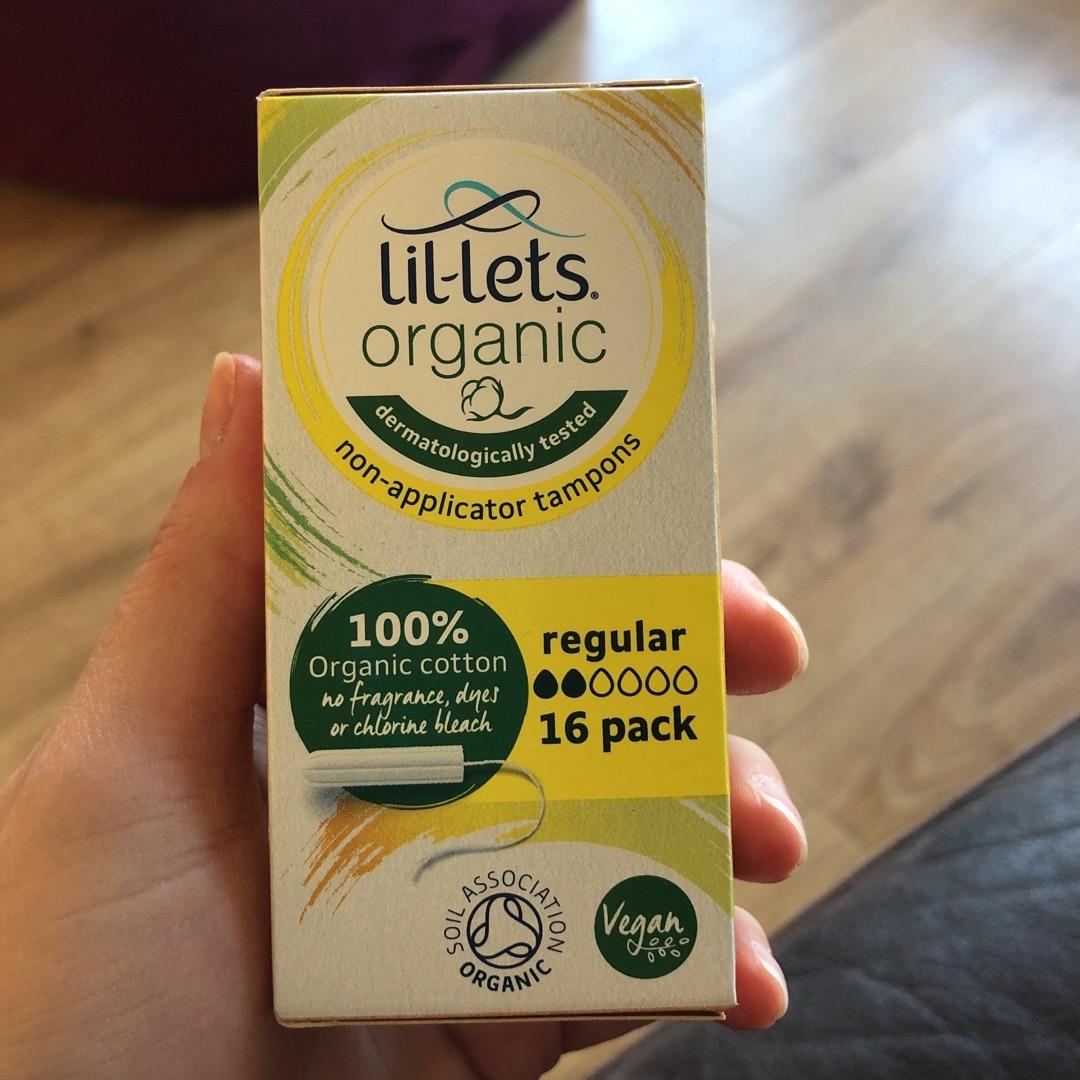 lil-lets®
organic
dermatologically tested
non-applicator tampons
100%
Organic cotton
no fragrance, dyes
or chlorine bleach
regular
16 pack
SOIL ASSOCIATION
ORGANIC
Vegan